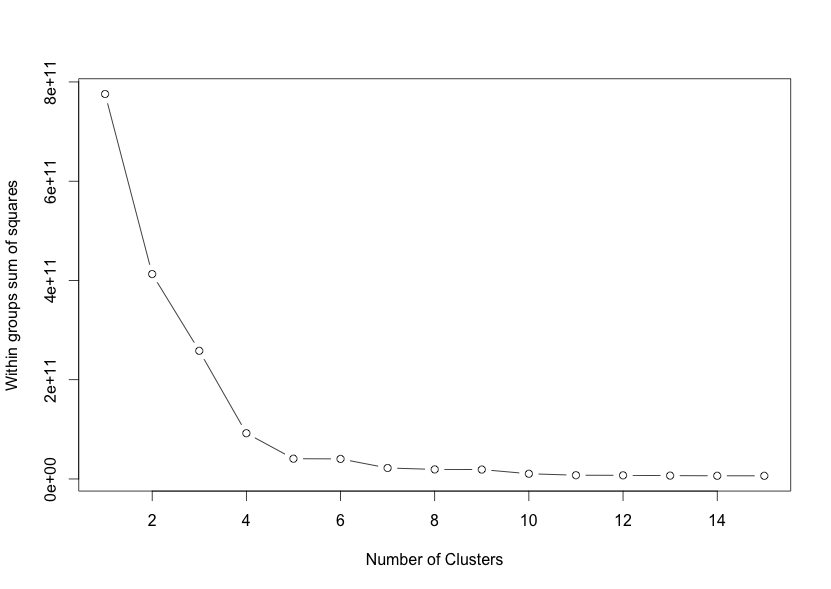 Within groups sum of squares
8e+11
6e+11
4e+11
2e+11
0e+00
2 4 6 8 10 12 14
Number of Clusters